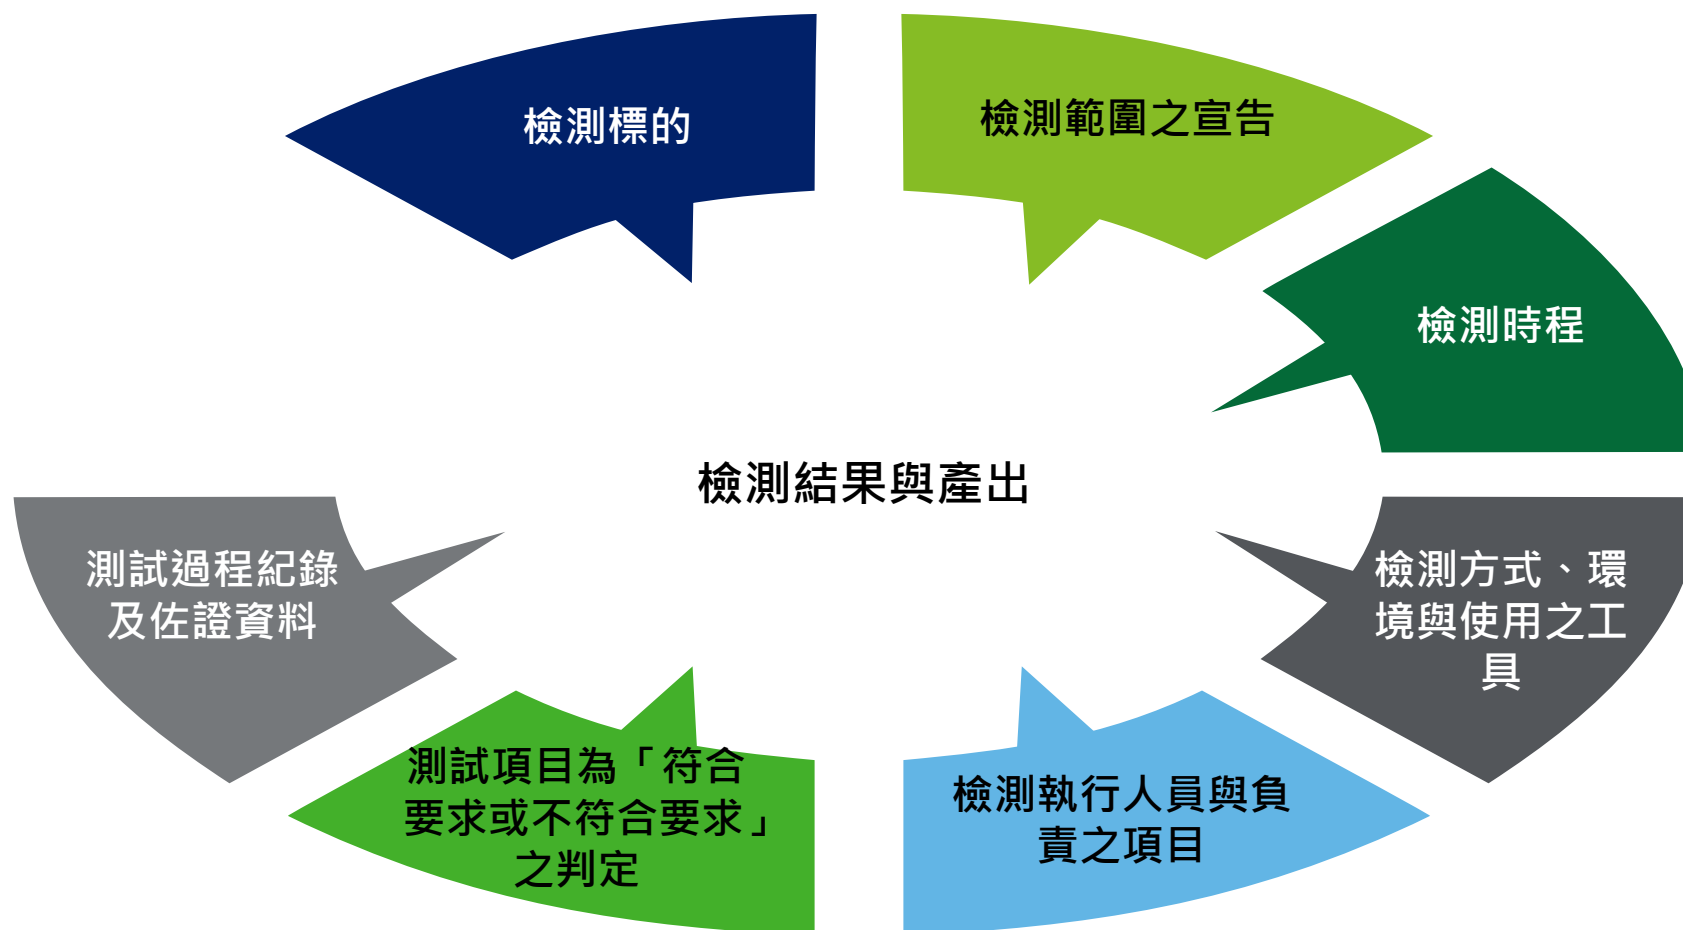 檢測標的
檢測範圍之宣告
檢測時程
檢測結果與產出
檢測方式、環
境與使用之工
具
檢測執行人員與負
責之項目
測試項目為「符合
要求或不符合要求」
之判定
測試過程紀錄
及佐證資料